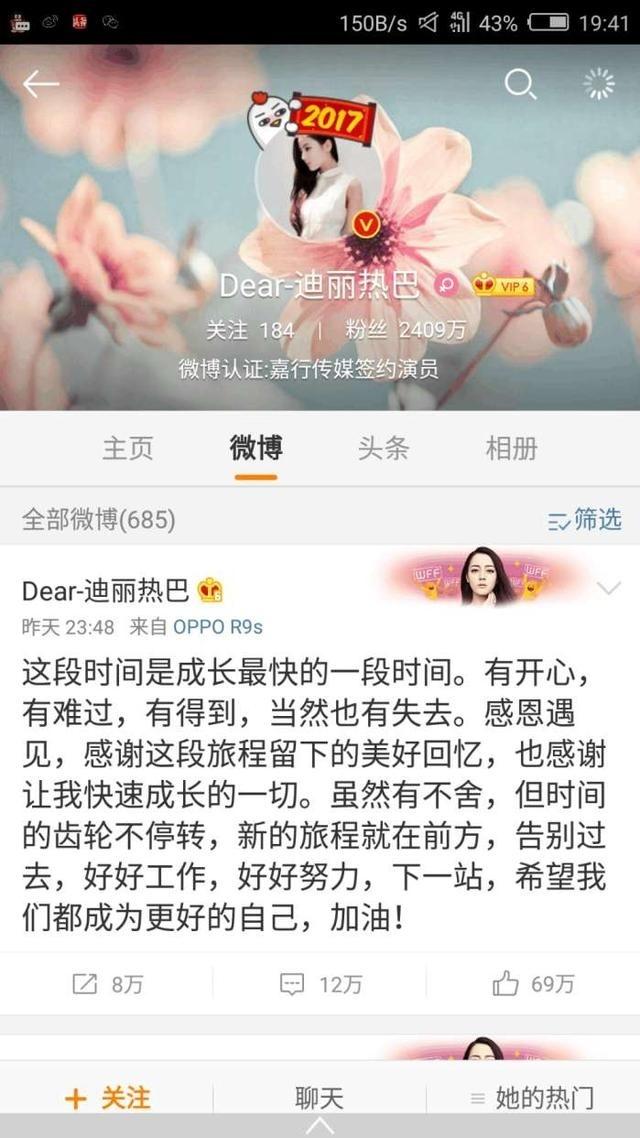 150B/s 4G 43% 19:41
2017
Dear-迪丽热巴 VIP 6
关注 184 | 粉丝 2409万
微博认证:嘉行传媒签约演员
主页 微博 头条 相册
全部微博(685) 筛选
Dear-迪丽热巴
WFF WFF
昨天 23:48 来自 OPPO R9s
这段时间是成长最快的一段时间。有开心，
有难过，有得到，当然也有失去。感恩遇
见，感谢这段旅程留下的美好回忆，也感谢
让我快速成长的一切。虽然有不舍，但时间
的齿轮不停转，新的旅程就在前方，告别过
去，好好工作，好好努力，下一站，希望我
们都成为更好的自己，加油！
8万 12万 69万
+ 关注 聊天 她的热门